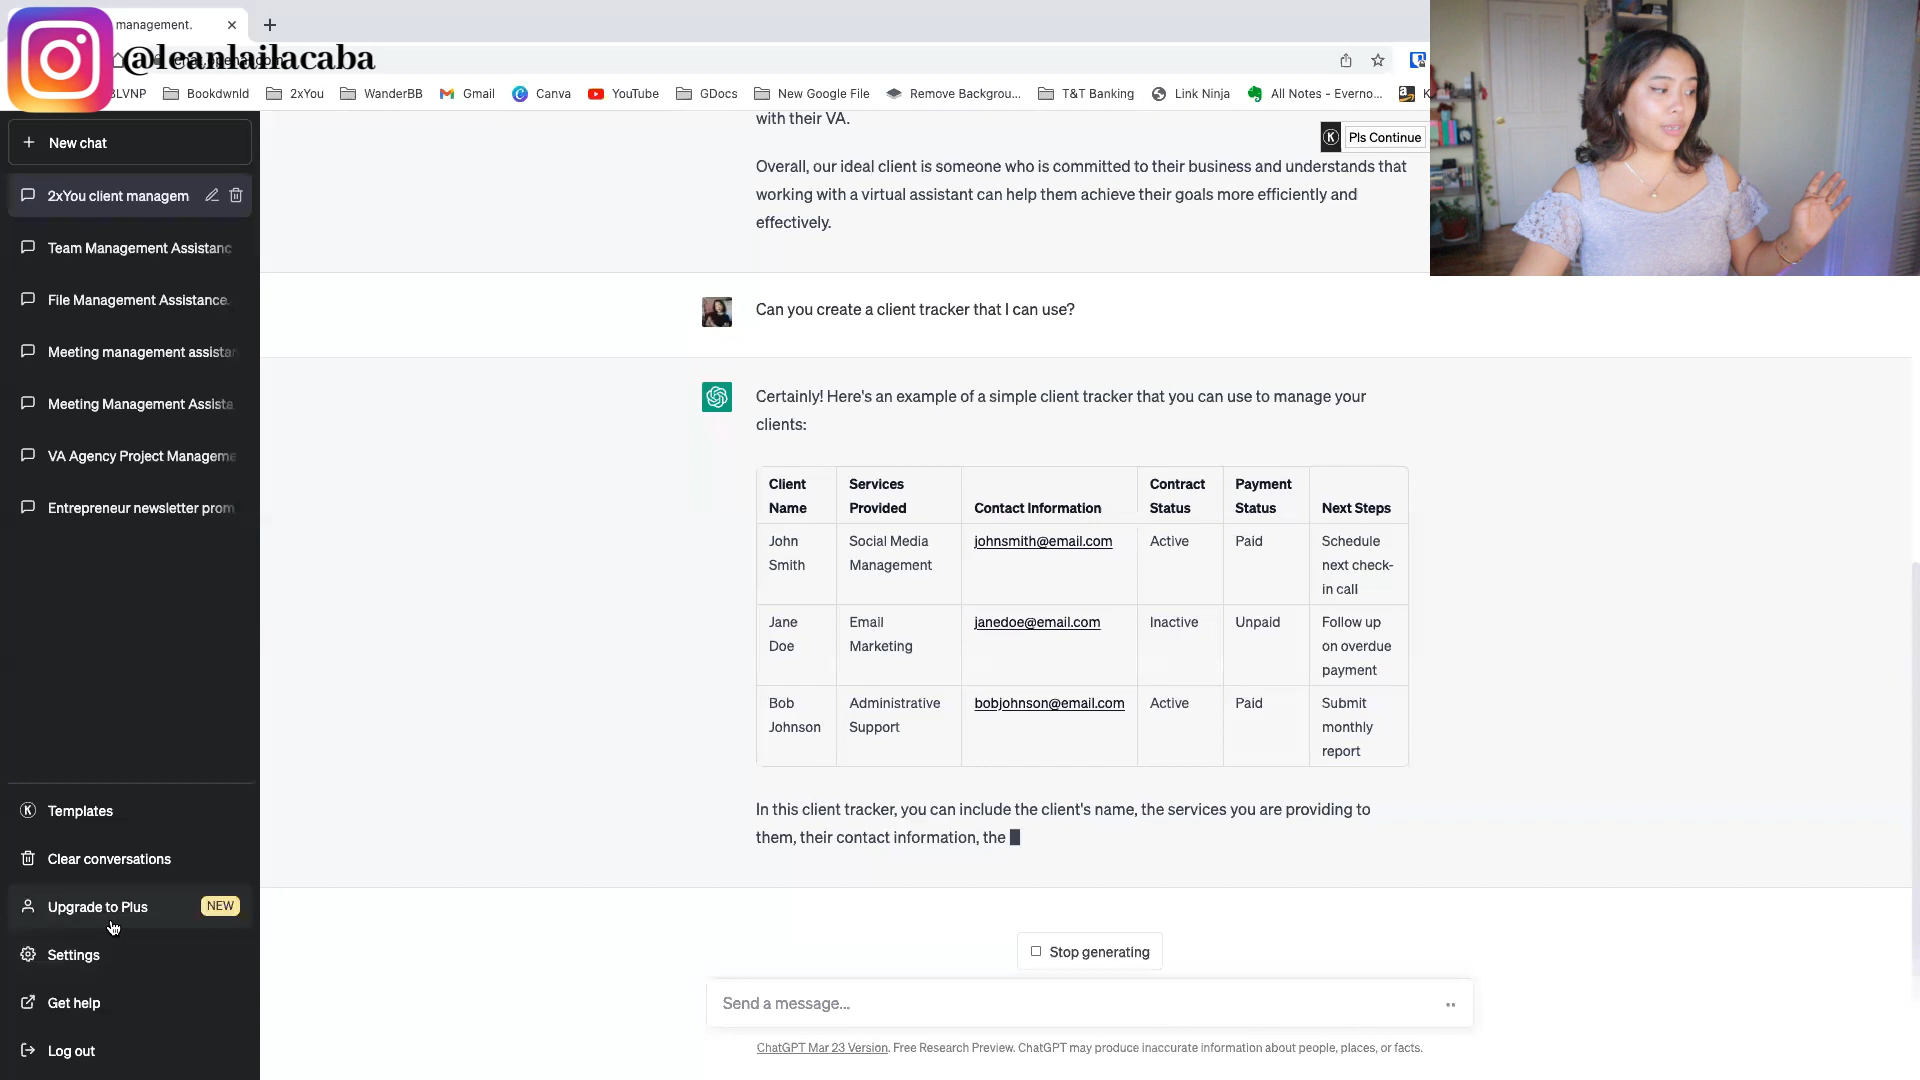 management.
@leanlailacaba
BLVNP
Bookdwnld
2xYou
WanderBB
Gmail
Canva
YouTube
GDocs
New Google File
Remove Backgrou...
T&T Banking
Link Ninja
All Notes - Everno...
K
New chat
2xYou client managem
Team Management Assistanc
File Management Assistance.
Meeting management assistan
Meeting Management Assista
VA Agency Project Manageme
Entrepreneur newsletter prom
Templates
Clear conversations
Upgrade to Plus NEW
Settings
Get help
Log out
with their VA.
Pls Continue
Overall, our ideal client is someone who is committed to their business and understands that
working with a virtual assistant can help them achieve their goals more efficiently and
effectively.
Can you create a client tracker that I can use?
Certainly! Here's an example of a simple client tracker that you can use to manage your
clients:
Client Name Services Provided Contact Information Contract Status Payment Status Next Steps
John Smith Social Media Management johnsmith@email.com Active Paid Schedule next check-in call
Jane Doe Email Marketing janedoe@email.com Inactive Unpaid Follow up on overdue payment
Bob Johnson Administrative Support bobjohnson@email.com Active Paid Submit monthly report
In this client tracker, you can include the client's name, the services you are providing to
them, their contact information, the
Stop generating
Send a message...
ChatGPT Mar 23 Version. Free Research Preview. ChatGPT may produce inaccurate information about people, places, or facts.